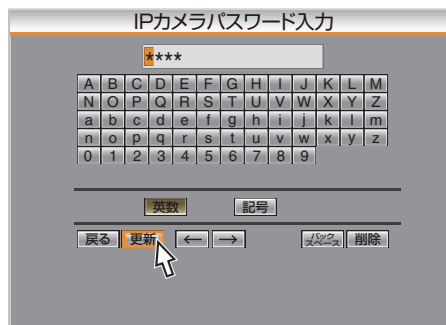 IPカメラパスワード入力
****
A B C D E F G H I J K L M
N O P Q R S T U V W X Y Z
a b c d e f g h i j k l m
n o p q r s t u v w x y z
0 1 2 3 4 5 6 7 8 9
英数 記号
戻る 更新 ← → バックスペース 削除